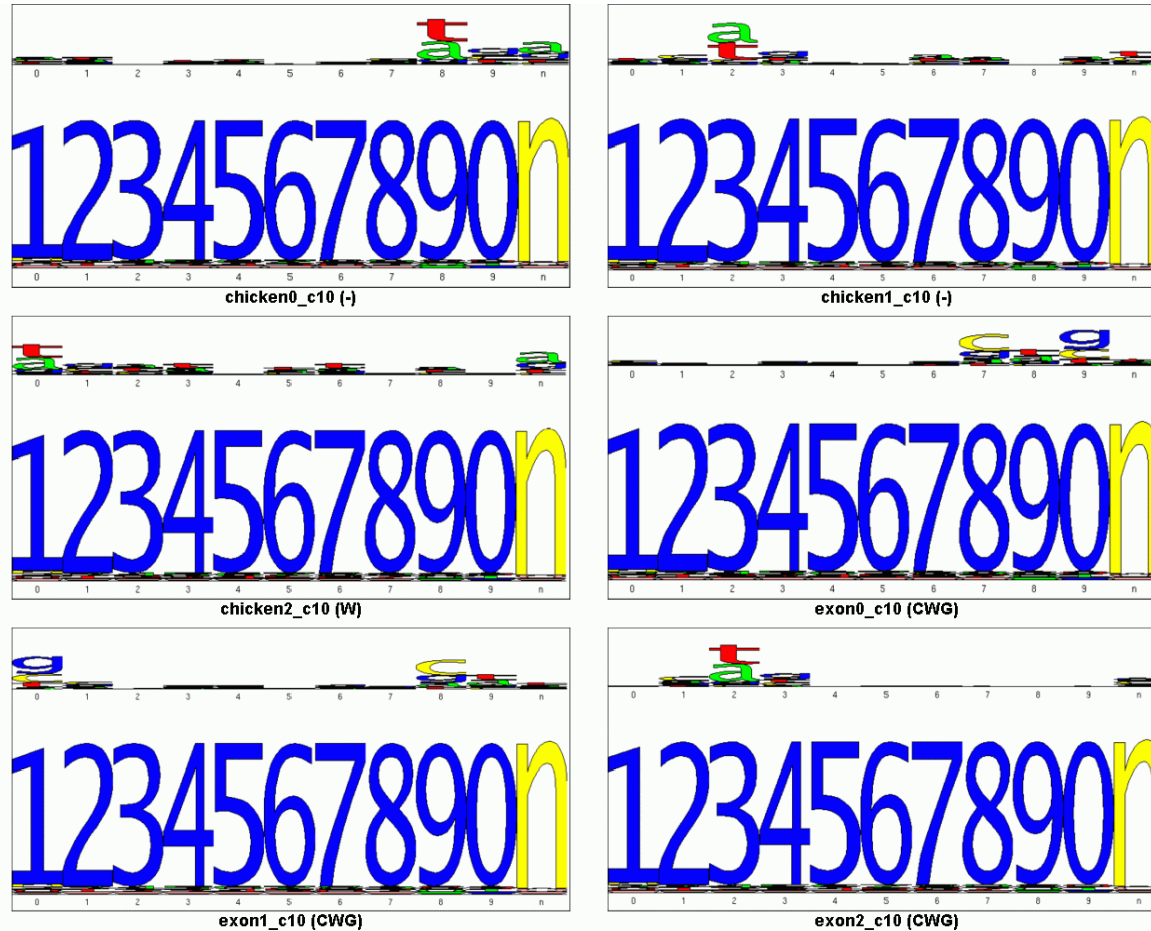 t
a a
0 1 2 3 4 5 6 7 8 9 n
1234567890n
0 1 2 3 4 5 6 7 8 9 n
chicken0_c10 (-)
a
t
0 1 2 3 4 5 6 7 8 9 n
1234567890n
0 1 2 3 4 5 6 7 8 9 n
chicken1_c10 (-)
t
a a
0 1 2 3 4 5 6 7 8 9 n
1234567890n
0 1 2 3 4 5 6 7 8 9 n
chicken2_c10 (W)
c g
g c
0 1 2 3 4 5 6 7 8 9 n
1234567890n
0 1 2 3 4 5 6 7 8 9 n
exon0_c10 (CWG)
g c
c g
0 1 2 3 4 5 6 7 8 9 n
1234567890n
0 1 2 3 4 5 6 7 8 9 n
exon1_c10 (CWG)
t
a
0 1 2 3 4 5 6 7 8 9 n
1234567890n
0 1 2 3 4 5 6 7 8 9 n
exon2_c10 (CWG)